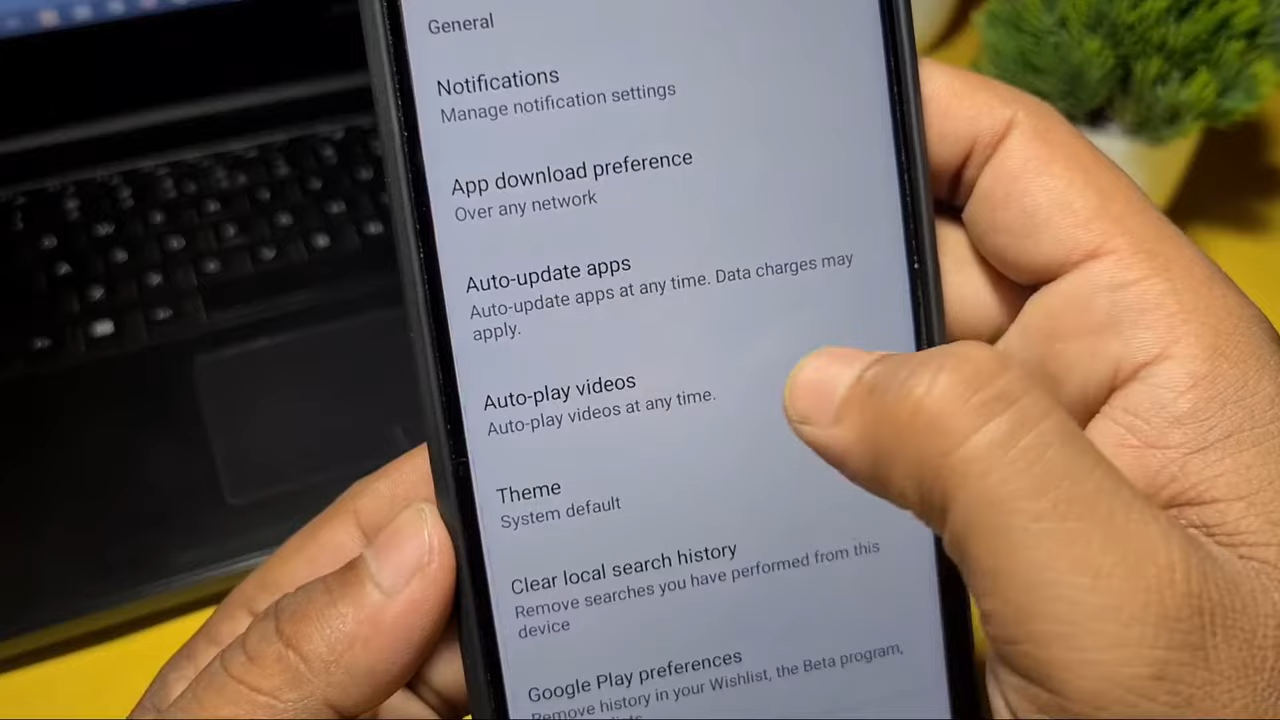 General
Notifications
Manage notification settings
App download preference
Over any network
Auto-update apps
Auto-update apps at any time. Data charges may
apply.
Auto-play videos
Auto-play videos at any time.
Theme
System default
Clear local search history
Remove searches you have performed from this
device
Google Play preferences
Remove history in your Wishlist, the Beta program,